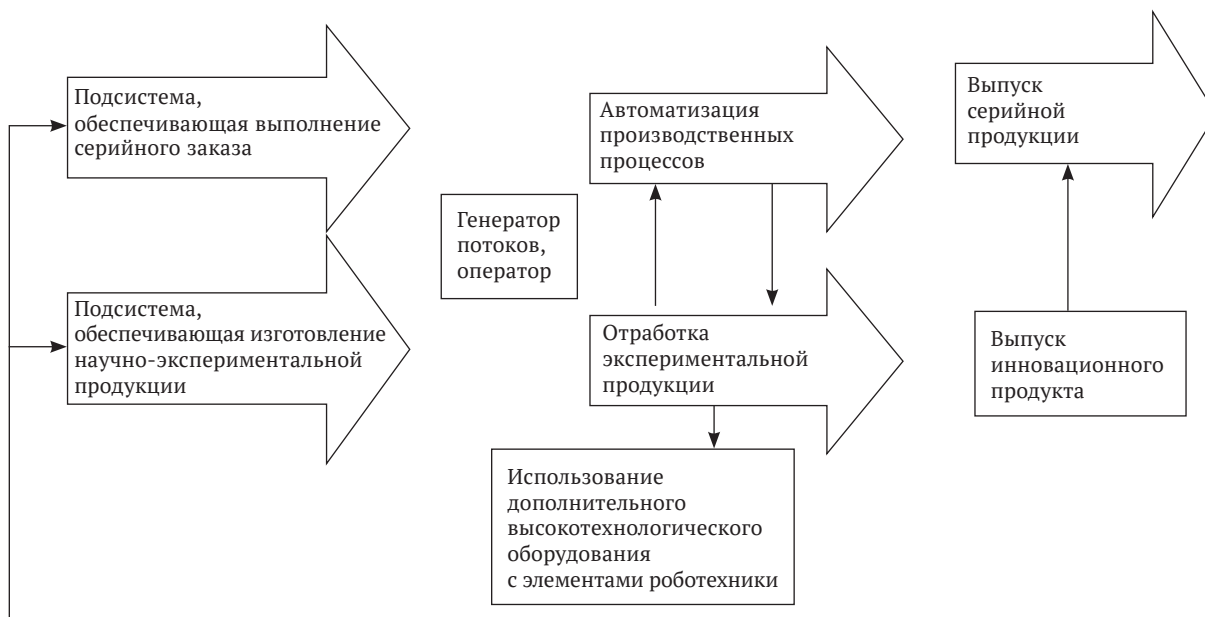 Подсистема,
обеспечивающая выполнение
серийного заказа
Подсистема,
обеспечивающая изготовление
научно-экспериментальной
продукции
Генератор
потоков,
оператор
Автоматизация
производственных
процессов
Отработка
экспериментальной
продукции
Использование
дополнительного
высокотехнологического
оборудования
с элементами роботехники
Выпуск
серийной
продукции
Выпуск
инновационного
продукта